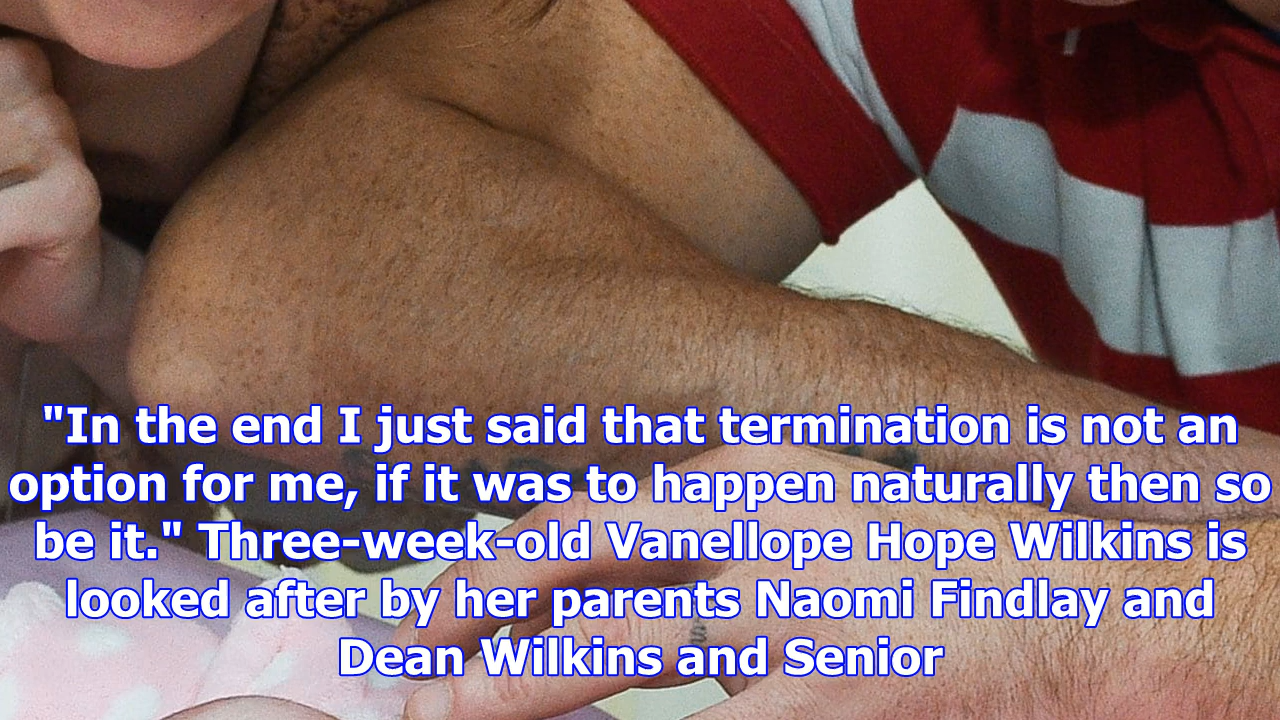 "In the end I just said that termination is not an
option for me, if it was to happen naturally then so
be it." Three-week-old Vanellope Hope Wilkins is
looked after by her parents Naomi Findlay and
Dean Wilkins and Senior